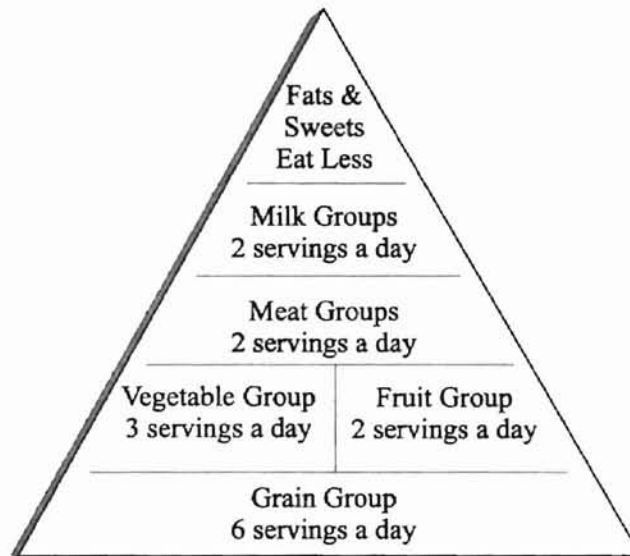 Fats &
Sweets
Eat Less
Milk Groups
2 servings a day
Meat Groups
2 servings a day
Vegetable Group
3 servings a day
Fruit Group
2 servings a day
Grain Group
6 servings a day